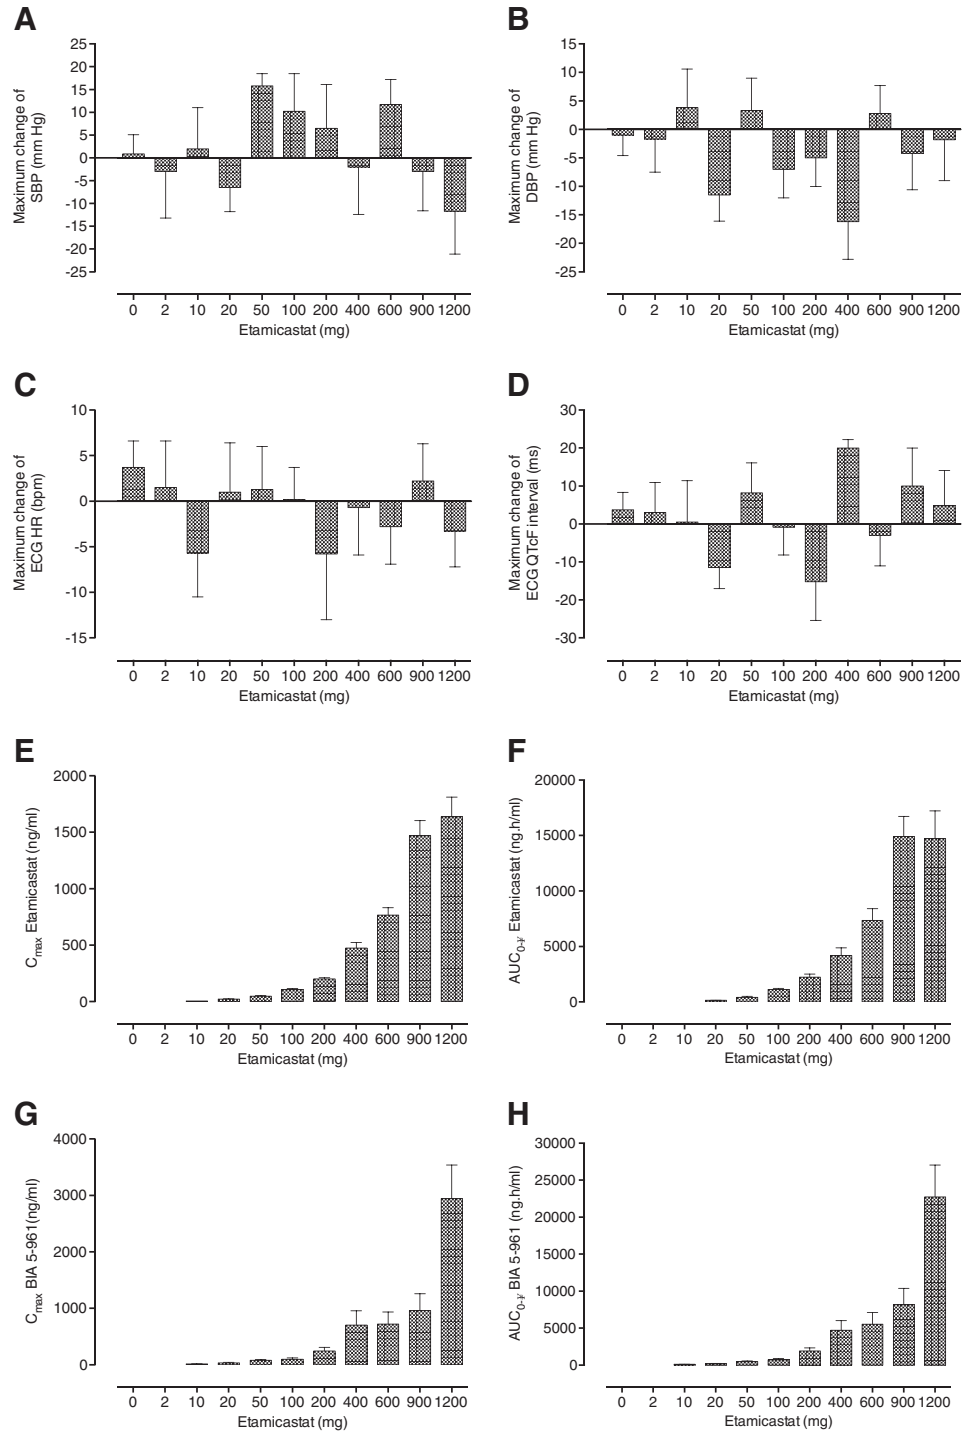 A
25
20
15
10
5
0
-5
-10
-15
-20
-25
Maximum change of
SBP (mm Hg)
0 2 10 20 50 100 200 400 600 900 1200
Etamicastat (mg)
B
15
10
5
0
-5
-10
-15
-20
-25
Maximum change of
DBP (mm Hg)
0 2 10 20 50 100 200 400 600 900 1200
Etamicastat (mg)
C
10
5
0
-5
-10
-15
Maximum change of
ECG HR (bpm)
0 2 10 20 50 100 200 400 600 900 1200
Etamicastat (mg)
D
30
20
10
0
-10
-20
-30
Maximum change of
ECG QTcF interval (ms)
0 2 10 20 50 100 200 400 600 900 1200
Etamicastat (mg)
E
2000
1500
1000
500
0
Cmax Etamicastat (ng/ml)
0 2 10 20 50 100 200 400 600 900 1200
Etamicastat (mg)
F
20000
15000
10000
5000
0
AUC Etamicastat (ng.h/ml)
0 2 10 20 50 100 200 400 600 900 1200
Etamicastat (mg)
G
4000
3000
2000
1000
0
Cmax BIA 5-961(ng/ml)
0 2 10 20 50 100 200 400 600 900 1200
Etamicastat (mg)
H
30000
25000
20000
15000
10000
5000
0
AUC BIA 5-961 (ng.h/ml)
0 2 10 20 50 100 200 400 600 900 1200
Etamicastat (mg)